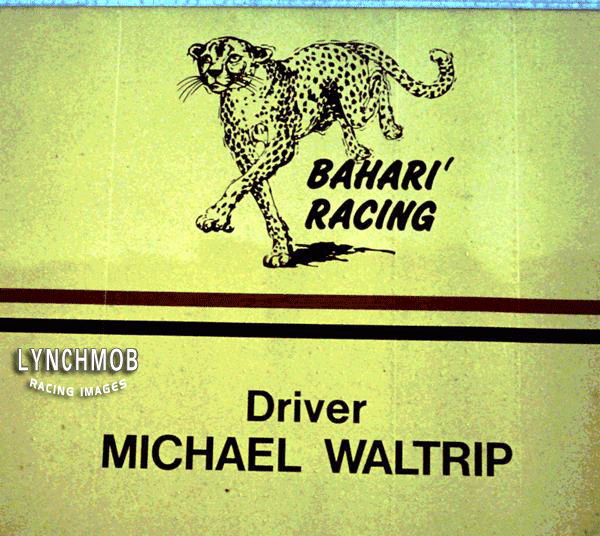 BAHARI'
RACING
LYNCHMOB
RACING IMAGES
Driver
MICHAEL WALTRIP